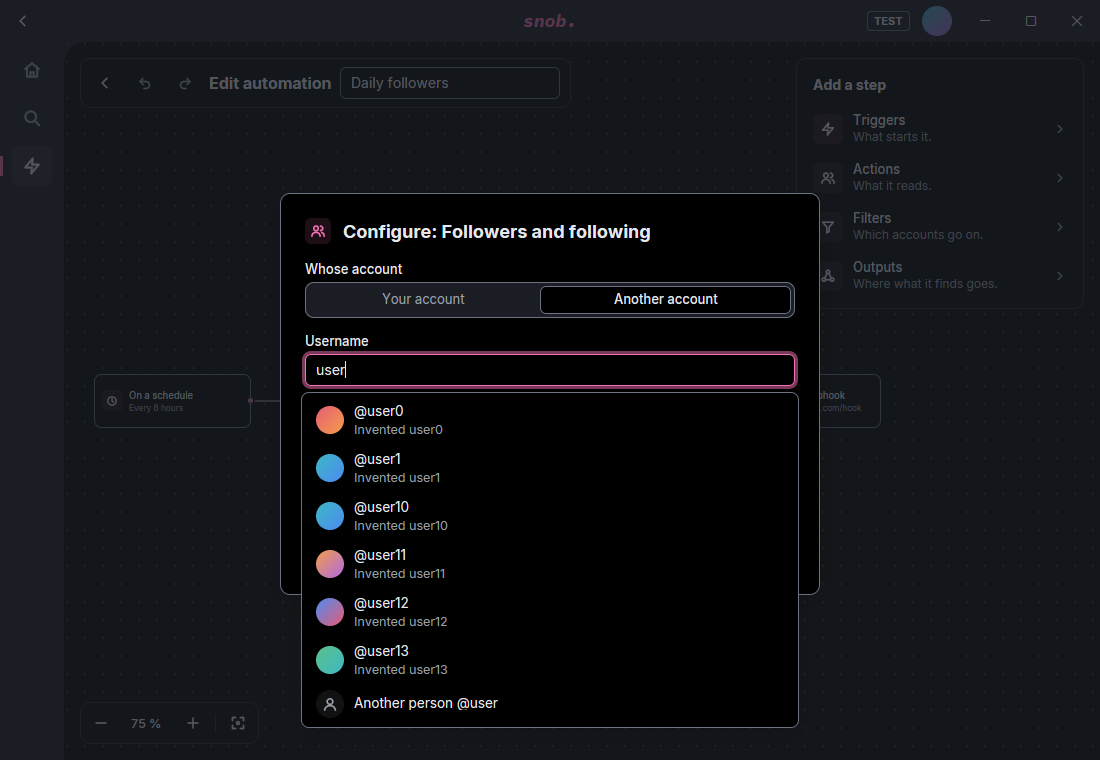 snob.
TEST
Edit automation
Daily followers
Add a step
Triggers
What starts it.
Actions
What it reads.
Filters
Which accounts go on.
Outputs
Where what it finds goes.
On a schedule
Every 6 hours
.com/hook
Configure: Followers and following
Whose account
Your account
Another account
Username
user
@user0
Invented user0
@user1
Invented user1
@user10
Invented user10
@user11
Invented user11
@user12
Invented user12
@user13
Invented user13
Another person @user
75 %